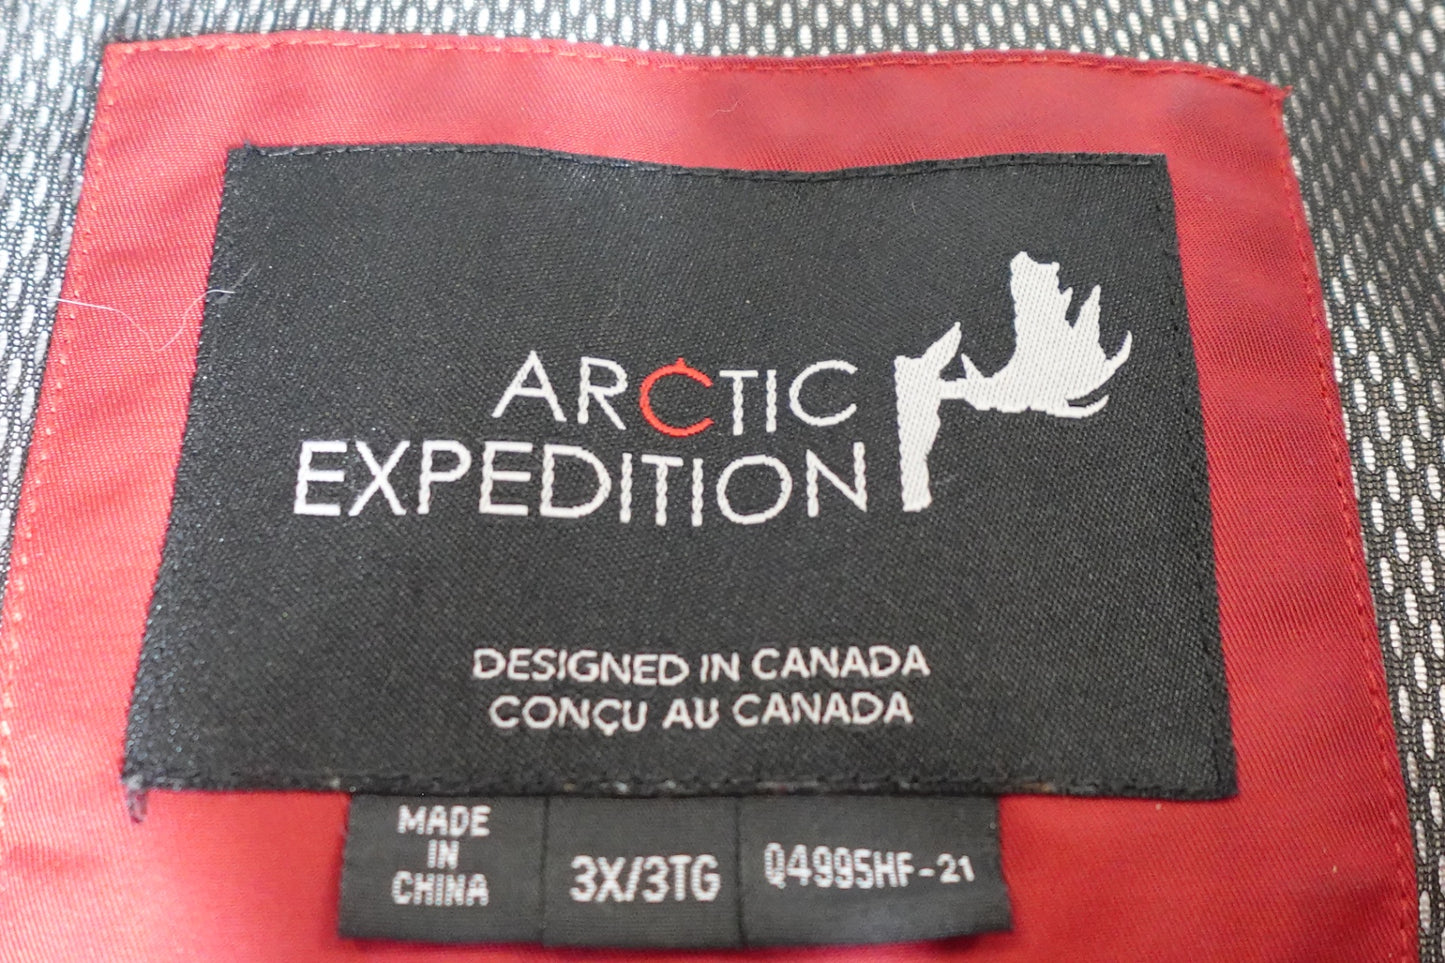 ARCTIC
EXPEDITION
DESIGNED IN CANADA
CONÇU AU CANADA
MADE
IN
CHINA
3X/3TG
Q4995HF-21